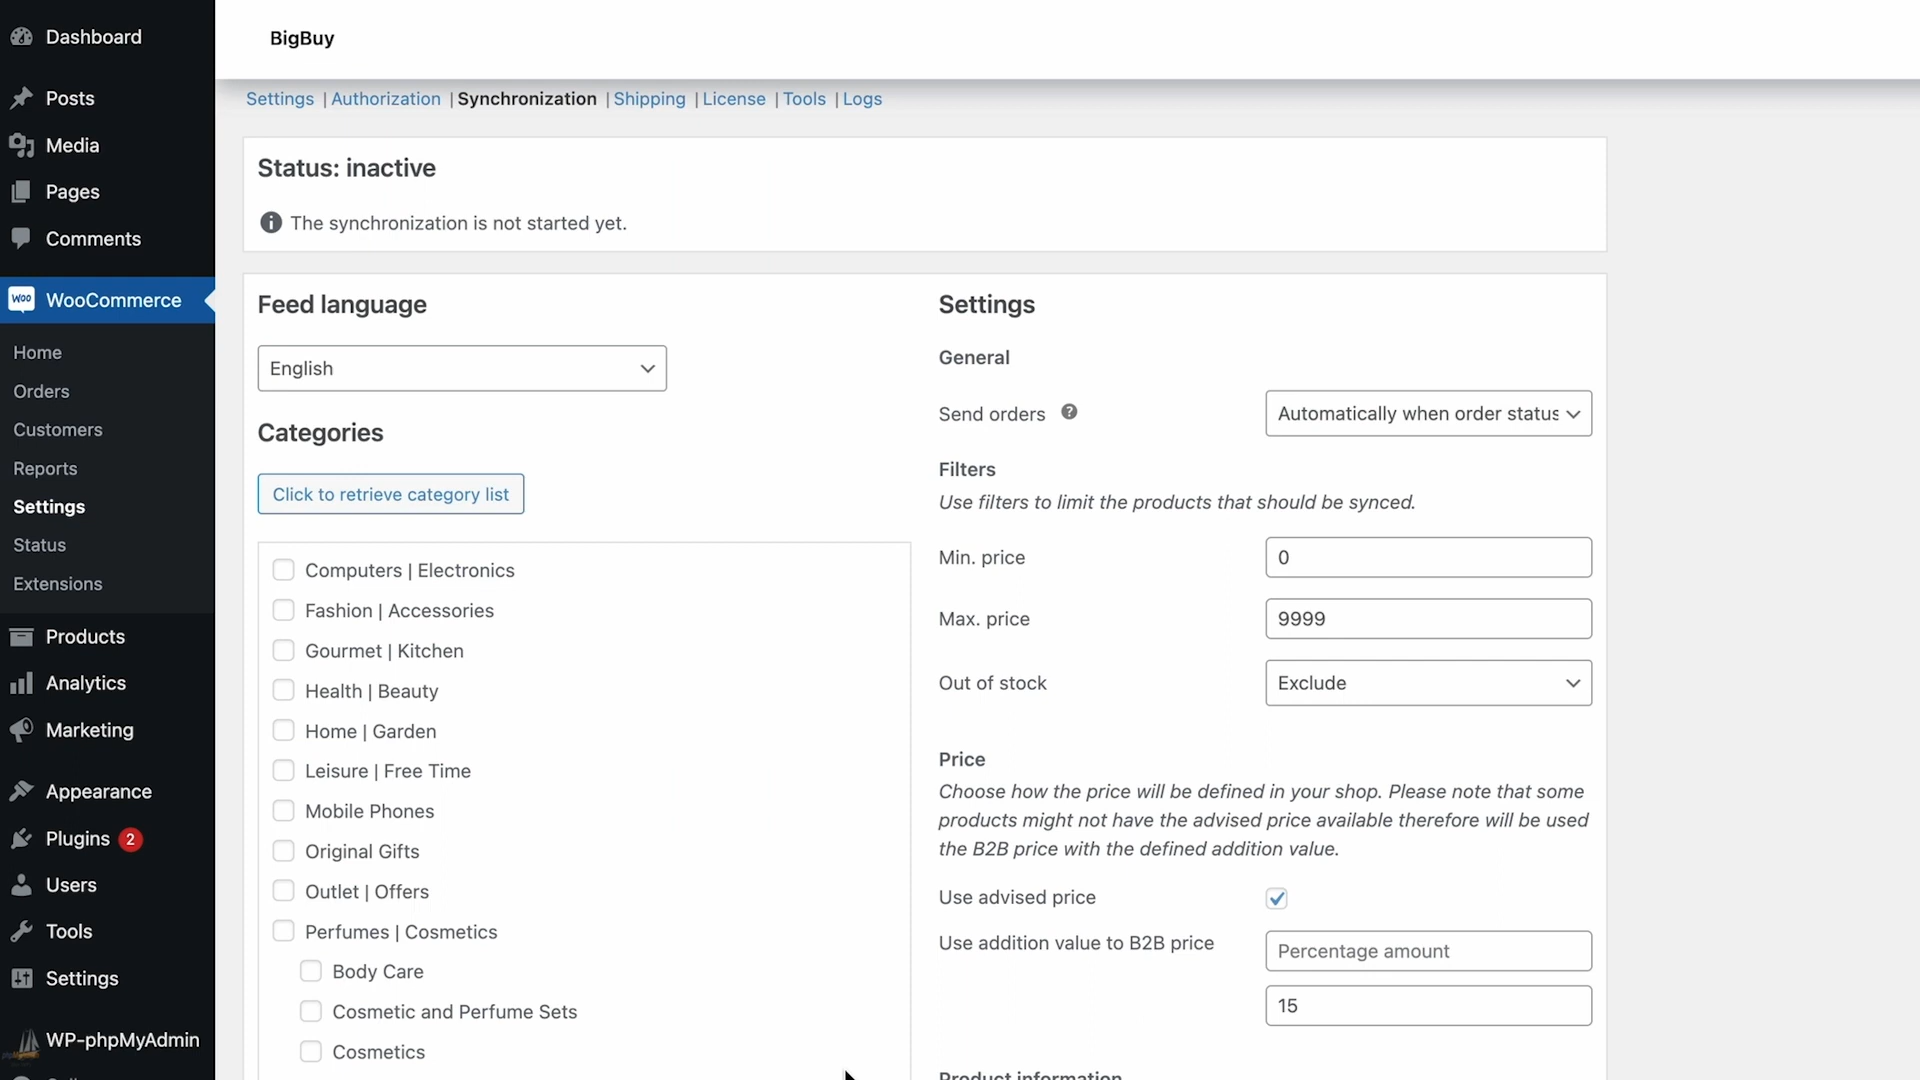 Dashboard
Posts
Media
Pages
Comments
WooCommerce
Home
Orders
Customers
Reports
Settings
Status
Extensions
Products
Analytics
Marketing
Appearance
Plugins 2
Users
Tools
Settings
WP-phpMyAdmin
BigBuy
Settings | Authorization | Synchronization | Shipping | License | Tools | Logs
Status: inactive
The synchronization is not started yet.
Feed language
English
Categories
Click to retrieve category list
Computers | Electronics
Fashion | Accessories
Gourmet | Kitchen
Health | Beauty
Home | Garden
Leisure | Free Time
Mobile Phones
Original Gifts
Outlet | Offers
Perfumes | Cosmetics
Body Care
Cosmetic and Perfume Sets
Cosmetics
Settings
General
Send orders ? Automatically when order status
Filters
Use filters to limit the products that should be synced.
Min. price 0
Max. price 9999
Out of stock Exclude
Price
Choose how the price will be defined in your shop. Please note that some
products might not have the advised price available therefore will be used
the B2B price with the defined addition value.
Use advised price
Use addition value to B2B price Percentage amount
15
Product information